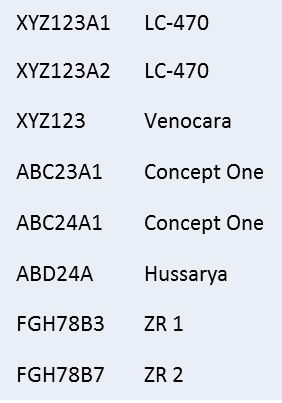 XYZ123A1 LC-470
XYZ123A2 LC-470
XYZ123 Venocara
ABC23A1 Concept One
ABC24A1 Concept One
ABD24A Hussarya
FGH78B3 ZR 1
FGH78B7 ZR 2